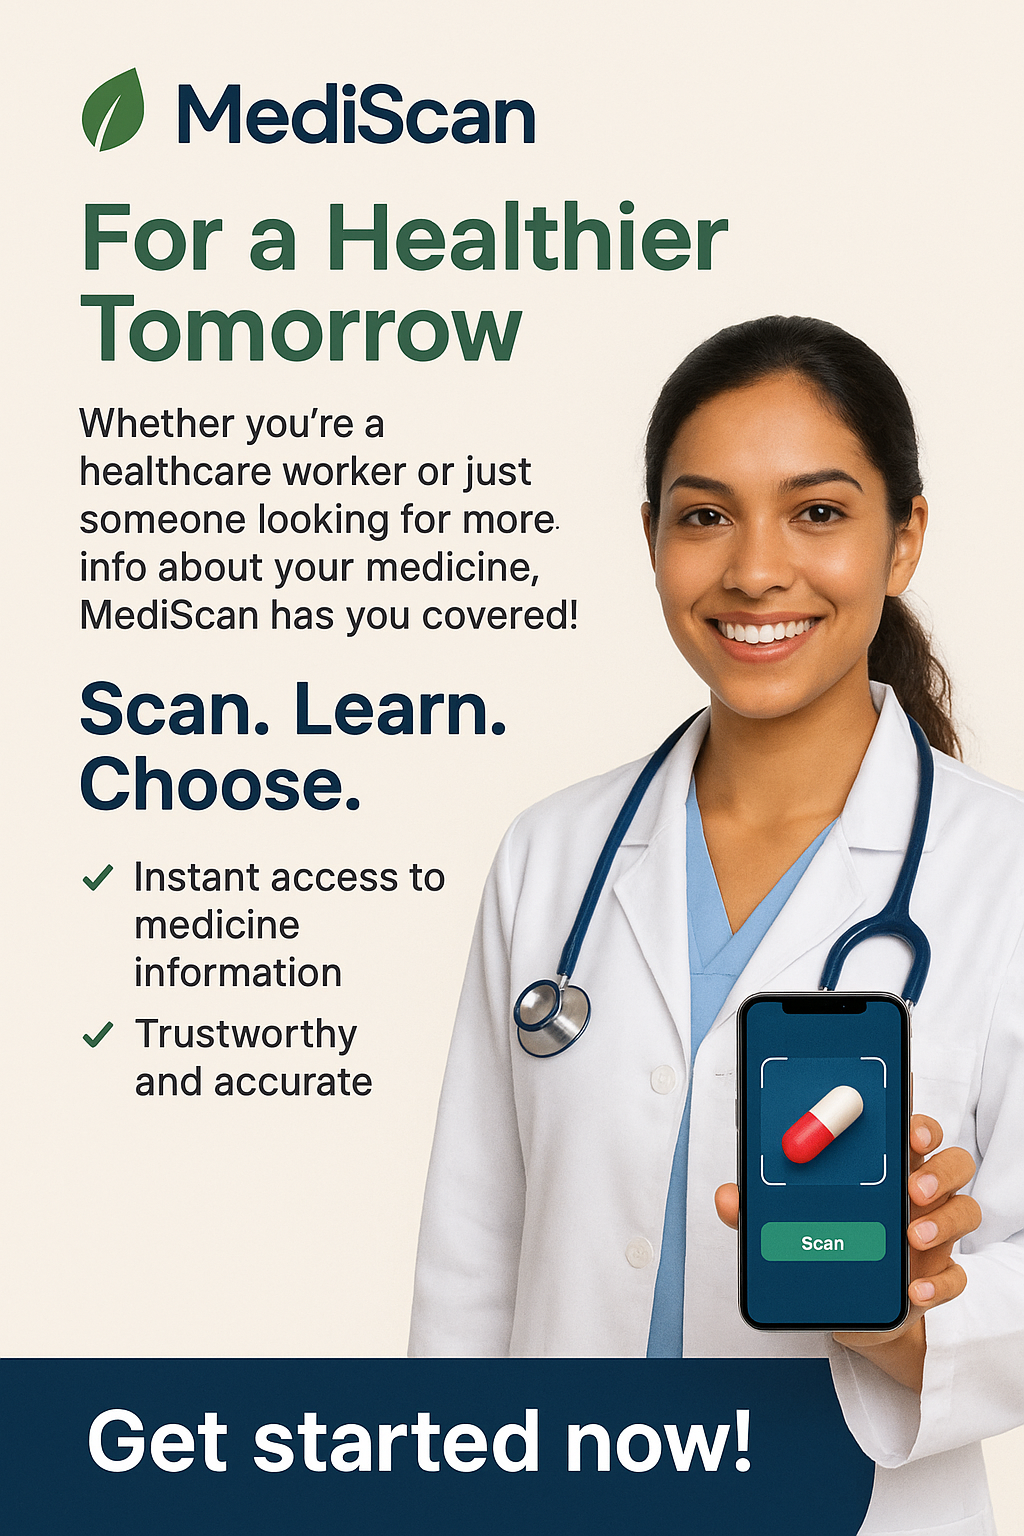 MediScan
For a Healthier
Tomorrow
Whether you’re a
healthcare worker or just
someone looking for more.
info about your medicine,
MediScan has you covered!
Scan. Learn.
Choose.
Instant access to
medicine
information
Trustworthy
and accurate
Scan
Get started now!